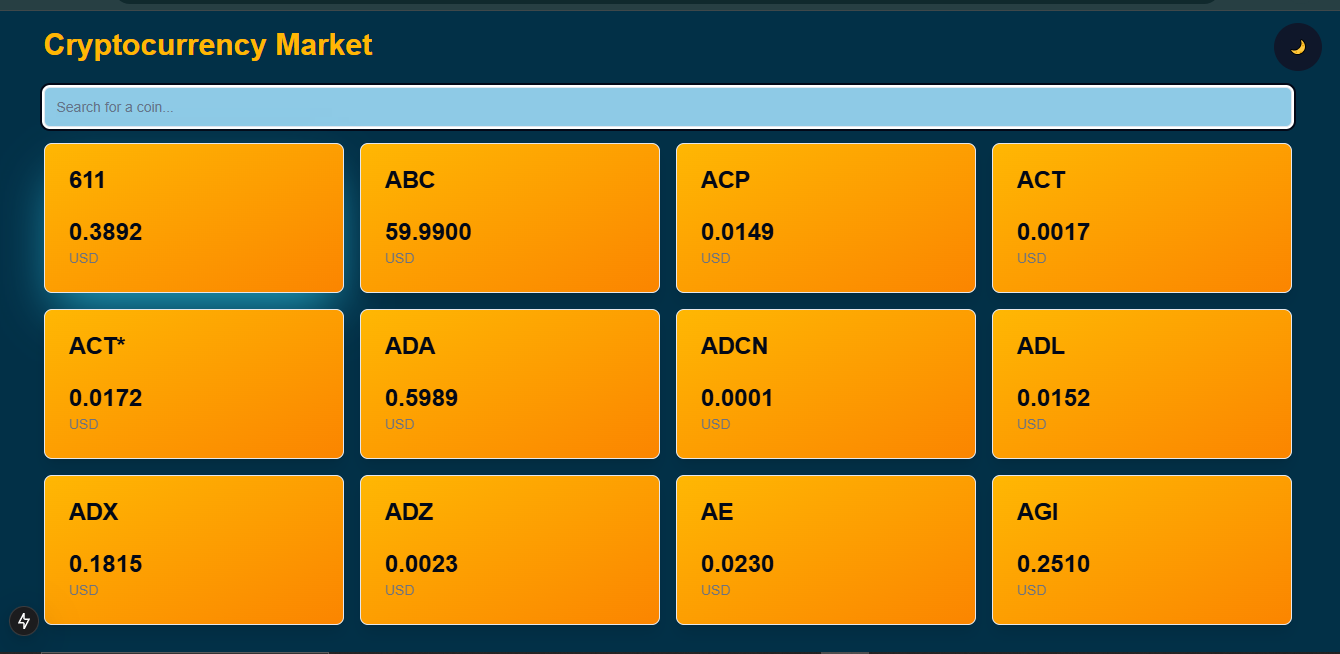 Cryptocurrency Market
Search for a coin...
611
0.3892
USD
ABC
59.9900
USD
ACP
0.0149
USD
ACT
0.0017
USD
ACT*
0.0172
USD
ADA
0.5989
USD
ADCN
0.0001
USD
ADL
0.0152
USD
ADX
0.1815
USD
ADZ
0.0023
USD
AE
0.0230
USD
AGI
0.2510
USD